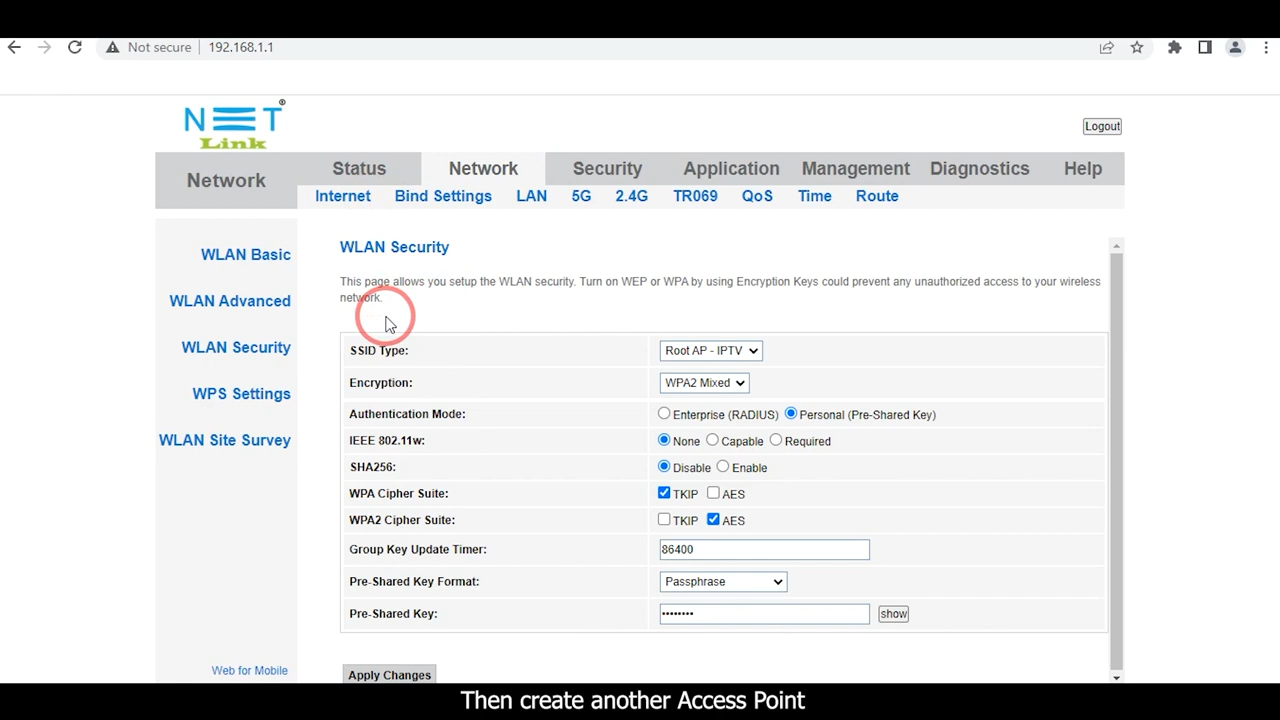 Not secure 192.168.1.1
NET
Link
®
Logout
Network
Status Network Security Application Management Diagnostics Help
Internet Bind Settings LAN 5G 2.4G TR069 QoS Time Route
WLAN Basic
WLAN Advanced
WLAN Security
WPS Settings
WLAN Site Survey
Web for Mobile
WLAN Security
This page allows you setup the WLAN security. Turn on WEP or WPA by using Encryption Keys could prevent any unauthorized access to your wireless
network.
SSID Type: Root AP - IPTV
Encryption: WPA2 Mixed
Authentication Mode: Enterprise (RADIUS) Personal (Pre-Shared Key)
IEEE 802.11w: None Capable Required
SHA256: Disable Enable
WPA Cipher Suite: TKIP AES
WPA2 Cipher Suite: TKIP AES
Group Key Update Timer: 86400
Pre-Shared Key Format: Passphrase
Pre-Shared Key: •••••••• show
Apply Changes
Then create another Access Point